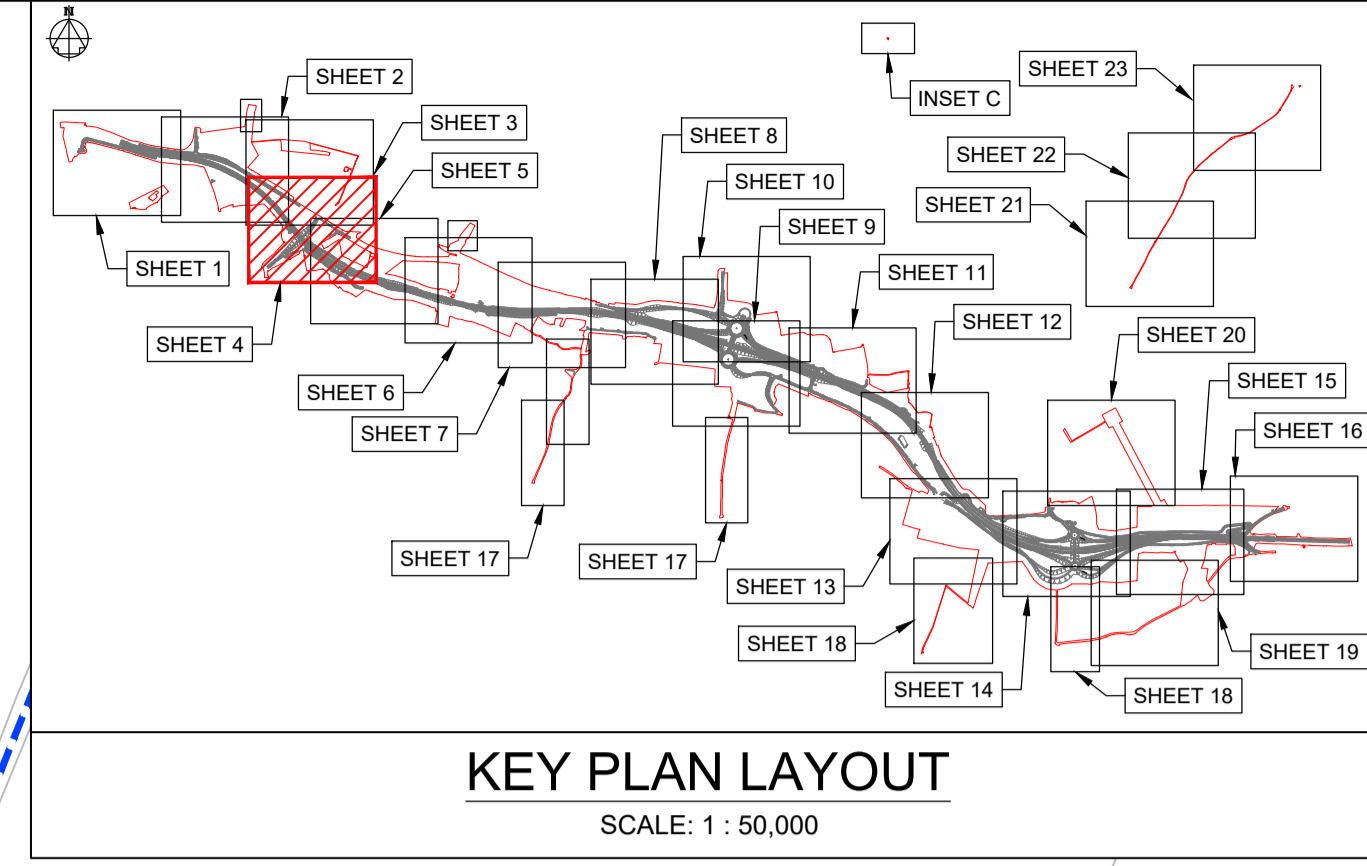 N
SHEET 2
SHEET 3
SHEET 5
SHEET 1
SHEET 4
SHEET 8
SHEET 10
SHEET 9
SHEET 11
SHEET 12
INSET C
SHEET 23
SHEET 22
SHEET 21
SHEET 20
SHEET 15
SHEET 16
SHEET 6
SHEET 7
SHEET 17
SHEET 17
SHEET 13
SHEET 18
SHEET 14
SHEET 18
SHEET 19
KEY PLAN LAYOUT
SCALE: 1 : 50,000